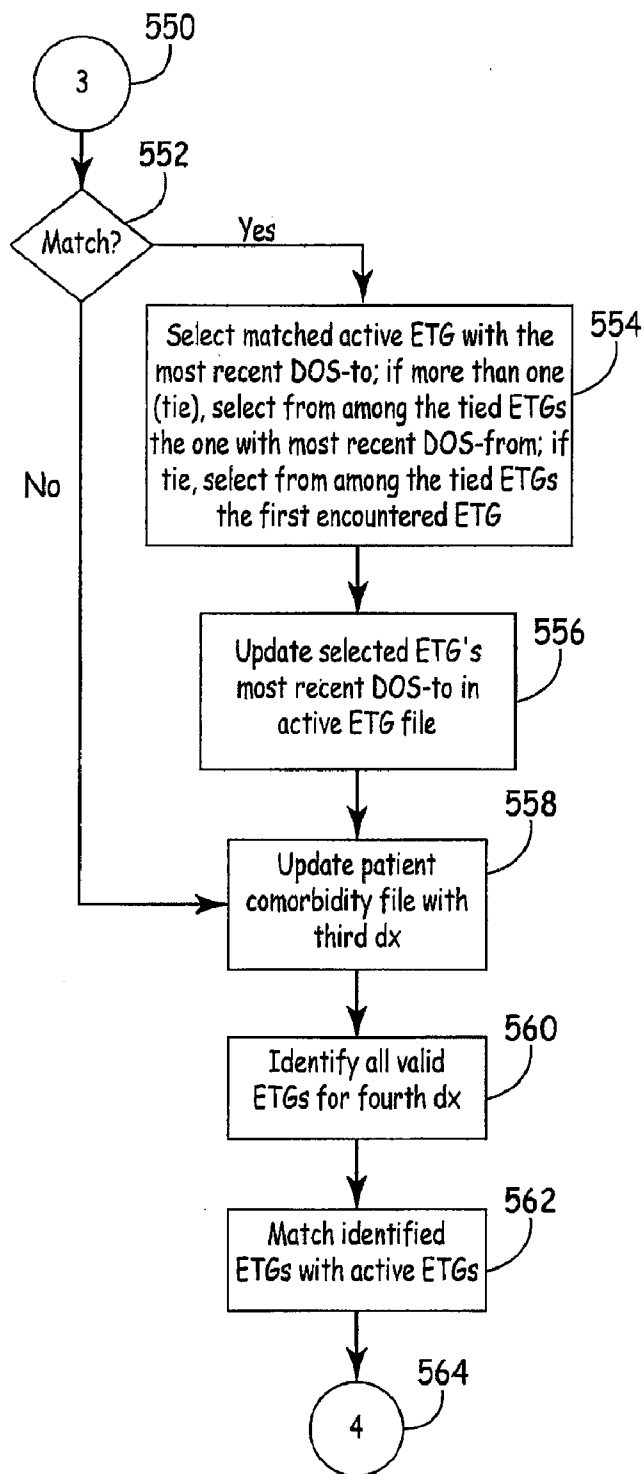 550
3
552
Match?
Yes
554
Select matched active ETG with the
most recent DOS-to; if more than one
(tie), select from among the tied ETGs
the one with most recent DOS-from; if
tie, select from among the tied ETGs
the first encountered ETG
No
556
Update selected ETG's
most recent DOS-to in
active ETG file
558
Update patient
comorbidity file with
third dx
560
Identify all valid
ETGs for fourth dx
562
Match identified
ETGs with active ETGs
564
4